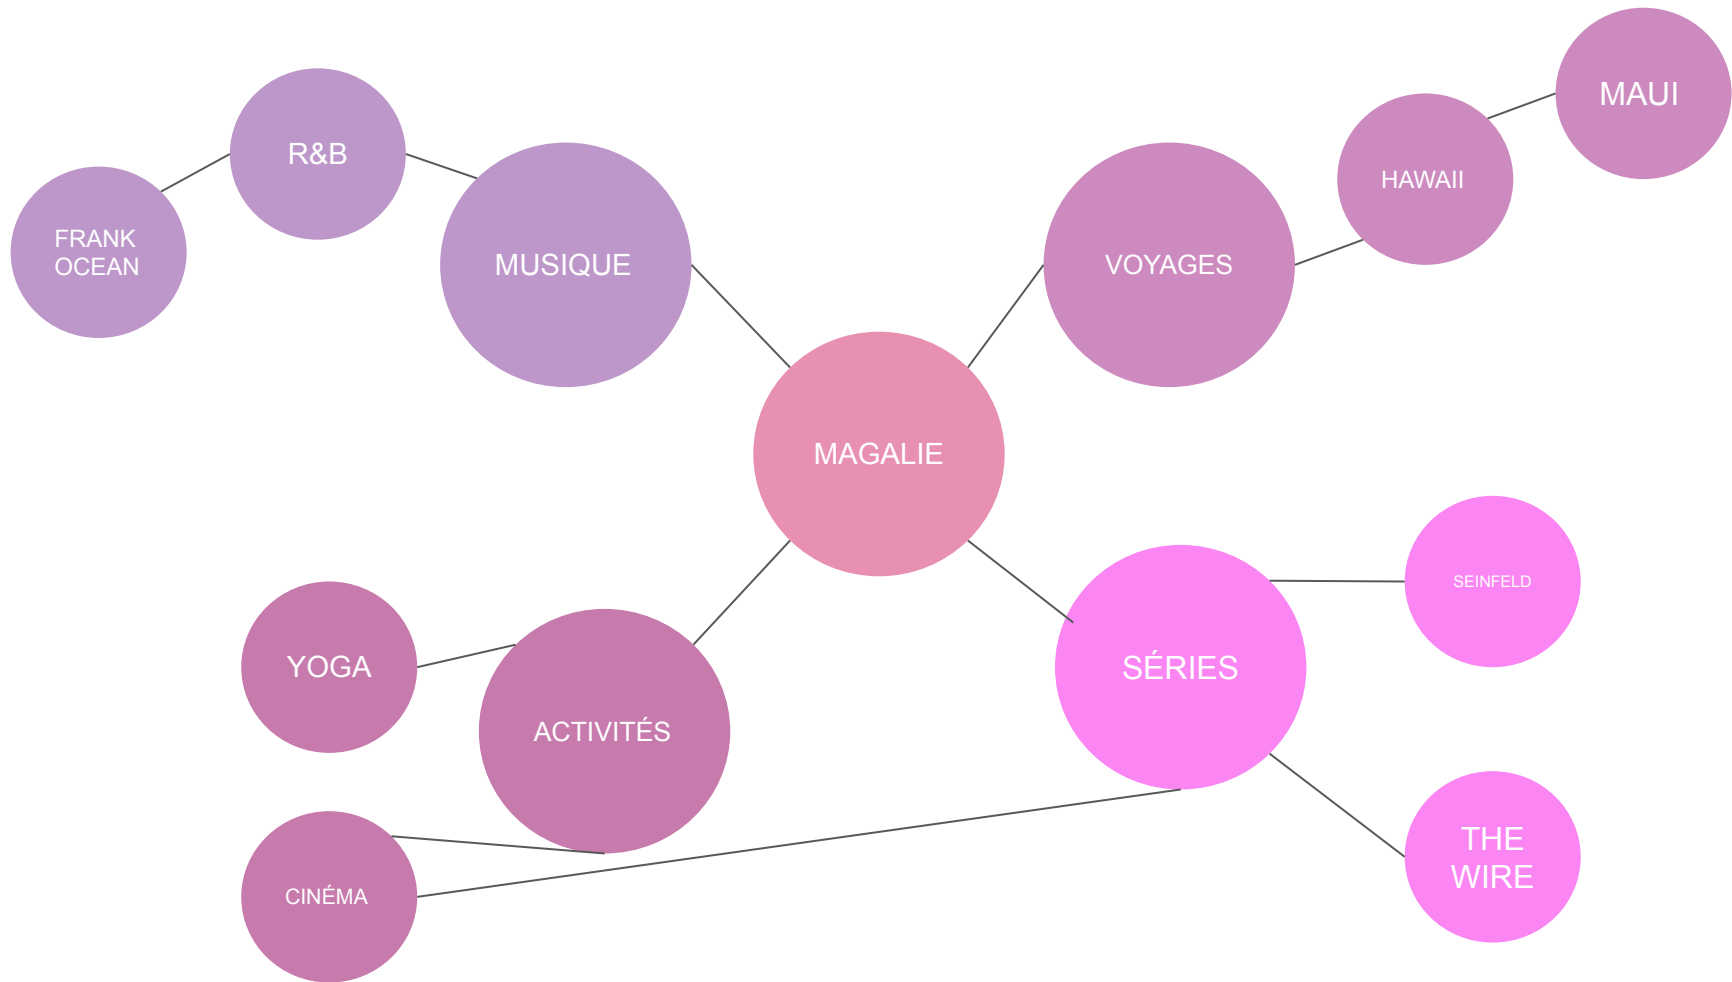 MAUI
R&B
HAWAII
FRANK
OCEAN
MUSIQUE
VOYAGES
MAGALIE
SEINFELD
YOGA
SÉRIES
ACTIVITÉS
THE
WIRE
CINÉMA